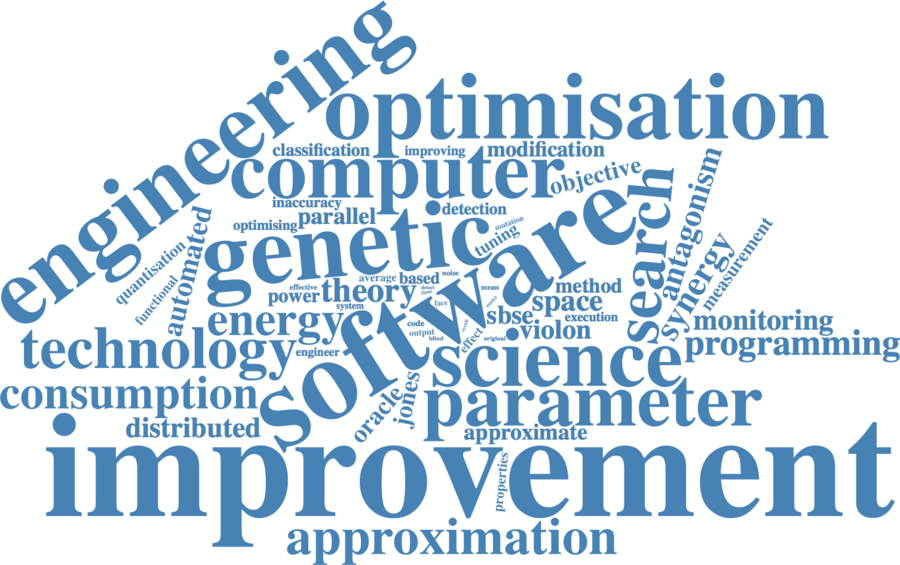 engineering
optimisation
classification
improving
modification
computer
objective
inaccuracy
parallel
detection
search
antagonism
optimising
genetic
mutation
tuning
software
synergy
measurement
quantisation
functional
automated
average
based
noise
effective
power
theory
detect
time
mean
method
system
face
model
space
energy
code
sbse
execution
monitoring
output
blind
result
effect
original
violon
technology
engineer
science
programming
consumption
oracle
jones
parameter
distributed
approximate
improvement
properties
approximation